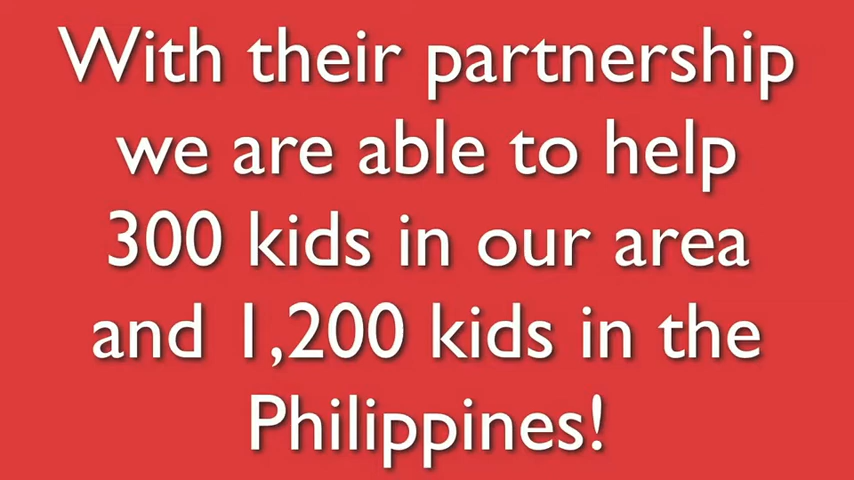 With their partnership
we are able to help
300 kids in our area
and 1,200 kids in the
Philippines!